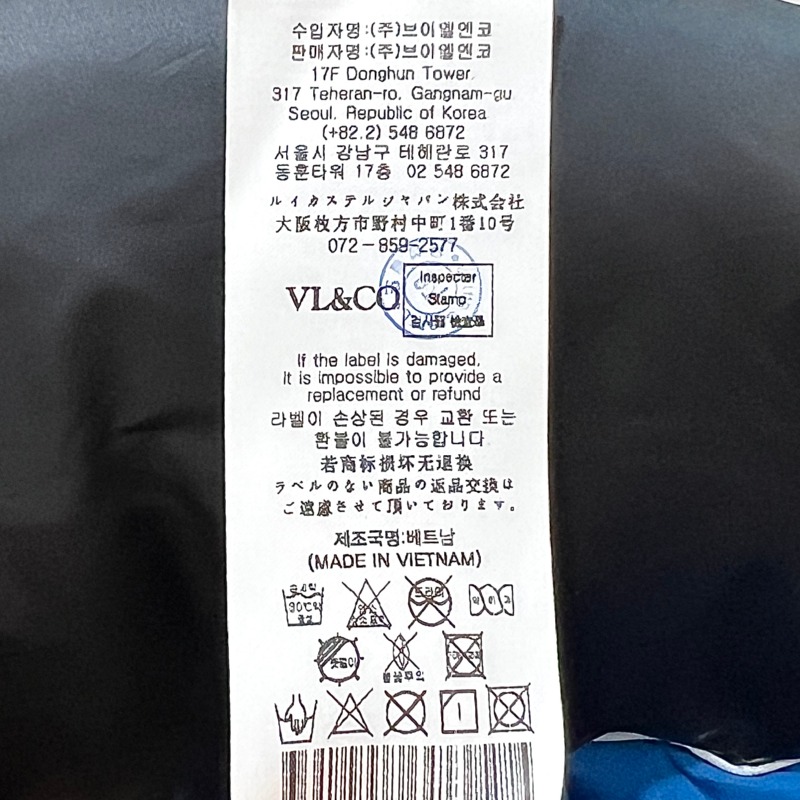 수입자명:(주)브이엘엔코
판매자명:(주)브이엘엔코
17F Donghun Tower,
317 Teheran-ro, Gangnam-gu
Seoul, Republic of Korea
(+82.2) 548 6872
서울시 강남구 테헤란로 317
동훈타워 17층 02 548 6872
ルイカステルジャパン株式会社
大阪枚方市野村中町1番10号
072-859-2577
VL&CO
Inspecter
Stamp
검사필 検査品
If the label is damaged,
it is impossible to provide a
replacement or refund
라벨이 손상된 경우 교환 또는
환불이 불가능합니다
若商标损坏无退换
ラベルのない商品の返品交換は
ご遠慮させて頂いております。
제조국명:베트남
(MADE IN VIETNAM)
30℃
드라이